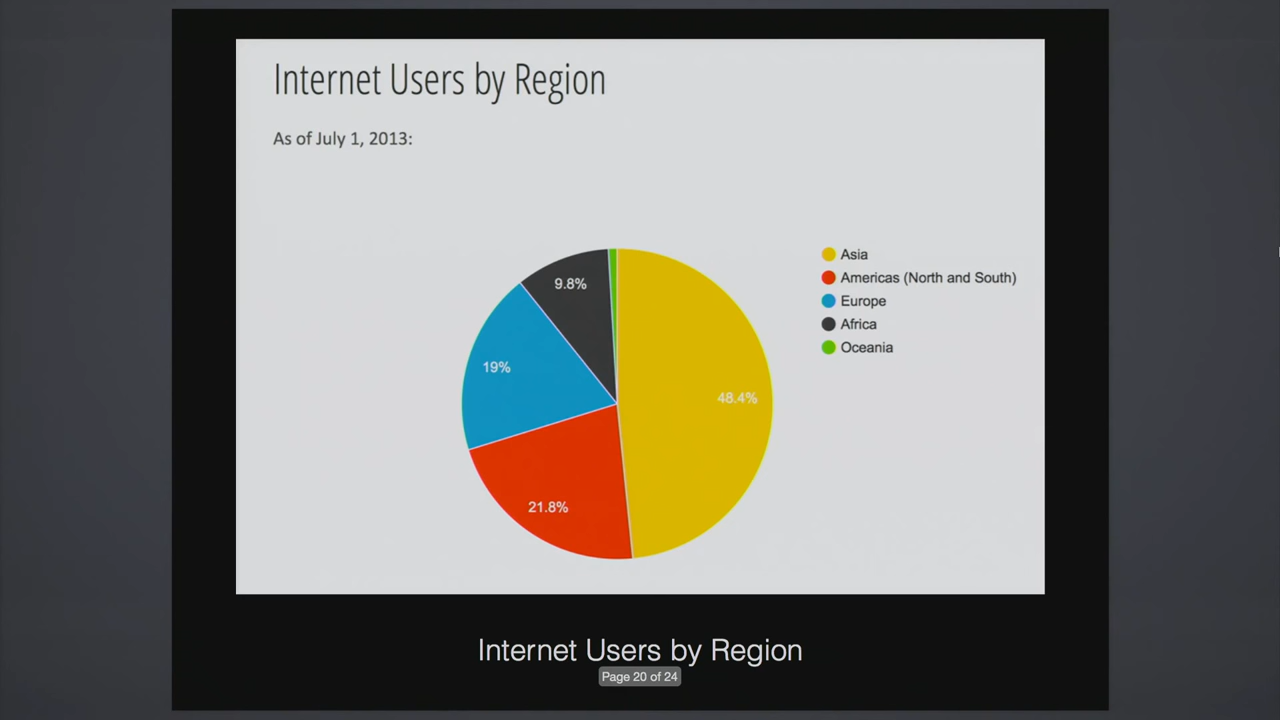 Internet Users by Region
As of July 1, 2013:
Asia
Americas (North and South)
Europe
Africa
Oceania
9.8%
19%
48.4%
21.8%
Internet Users by Region
Page 20 of 24